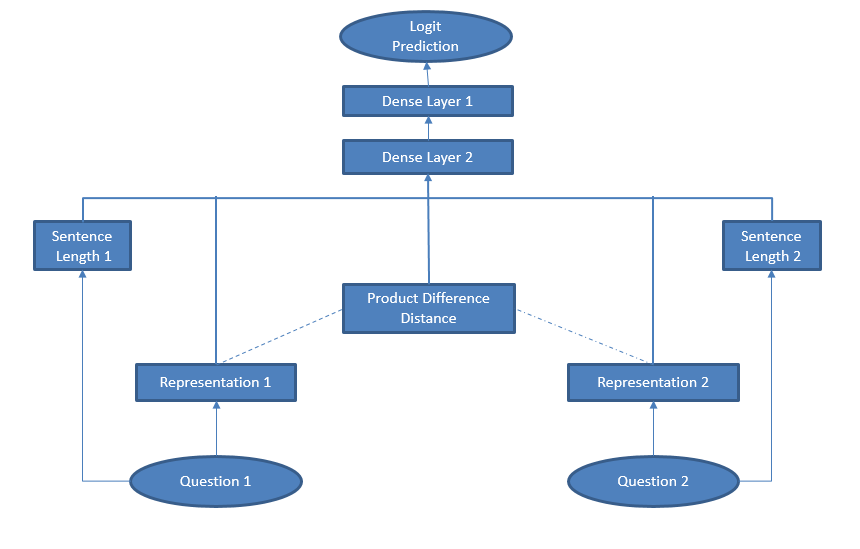 Logit
Prediction
Dense Layer 1
Dense Layer 2
Sentence
Length 1
Sentence
Length 2
Product Difference
Distance
Representation 1
Representation 2
Question 1
Question 2